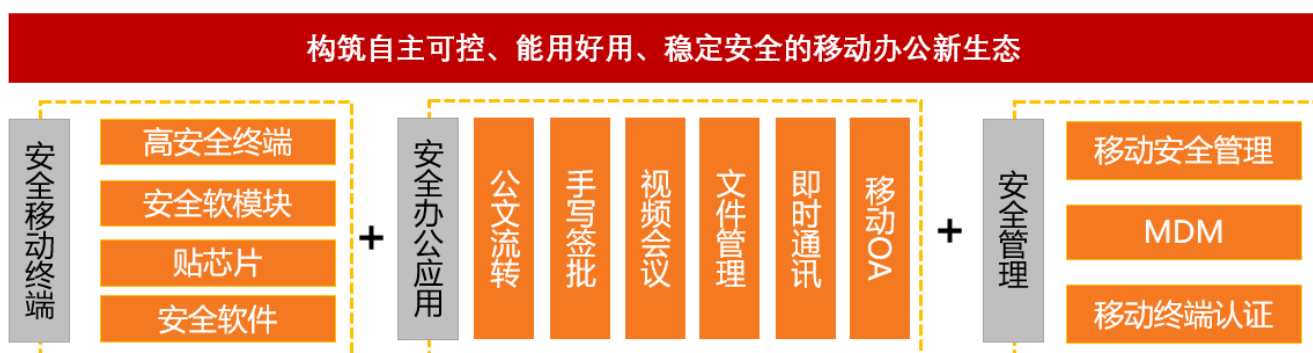 构筑自主可控、能用好用、稳定安全的移动办公新生态
安全移动终端
高安全终端
安全软模块
贴芯片
安全软件
+
安全办公应用
公文流转
手写签批
视频会议
文件管理
即时通讯
移动OA
+
安全管理
移动安全管理
MDM
移动终端认证